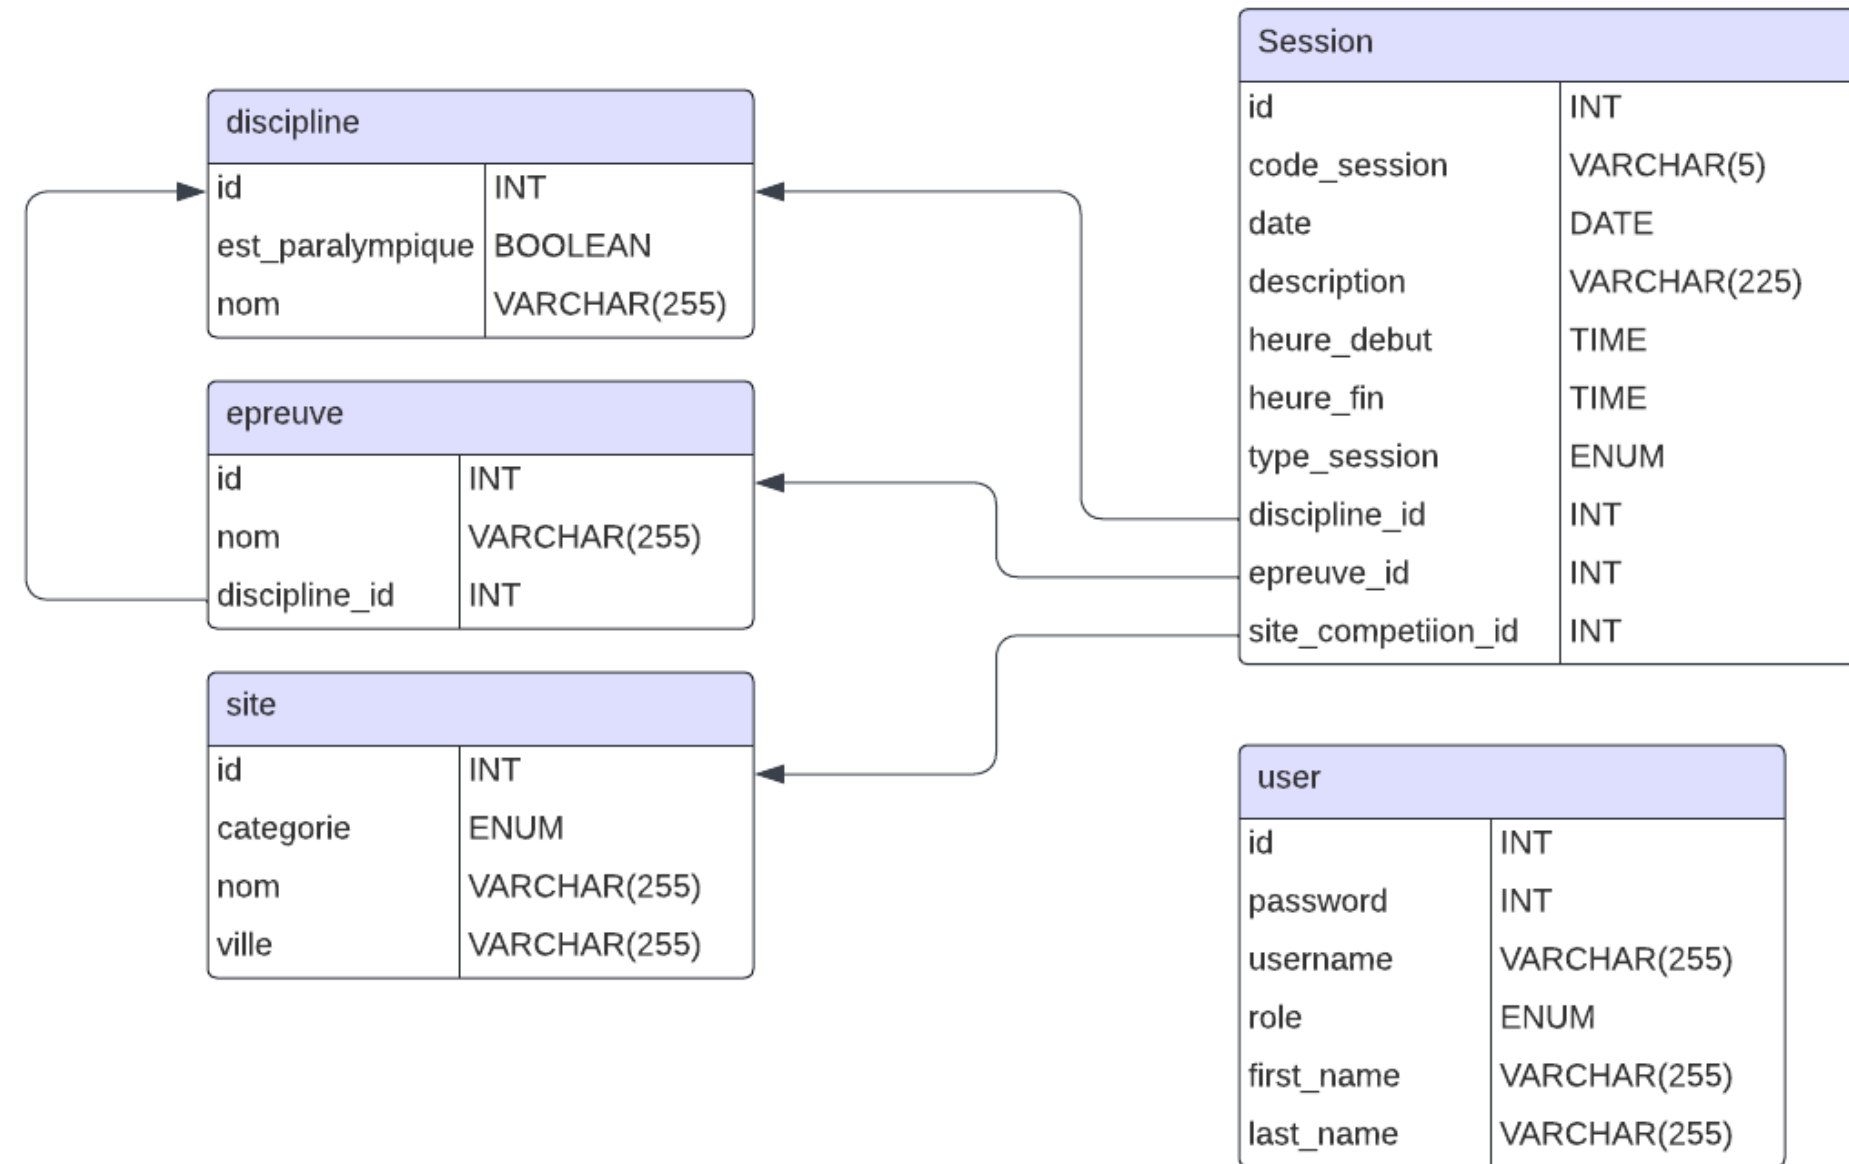 discipline
id INT
est_paralympique BOOLEAN
nom VARCHAR(255)
epreuve
id INT
nom VARCHAR(255)
discipline_id INT
site
id INT
categorie ENUM
nom VARCHAR(255)
ville VARCHAR(255)
Session
id INT
code_session VARCHAR(5)
date DATE
description VARCHAR(225)
heure_debut TIME
heure_fin TIME
type_session ENUM
discipline_id INT
epreuve_id INT
site_competiion_id INT
user
id INT
password INT
username VARCHAR(255)
role ENUM
first_name VARCHAR(255)
last_name VARCHAR(255)